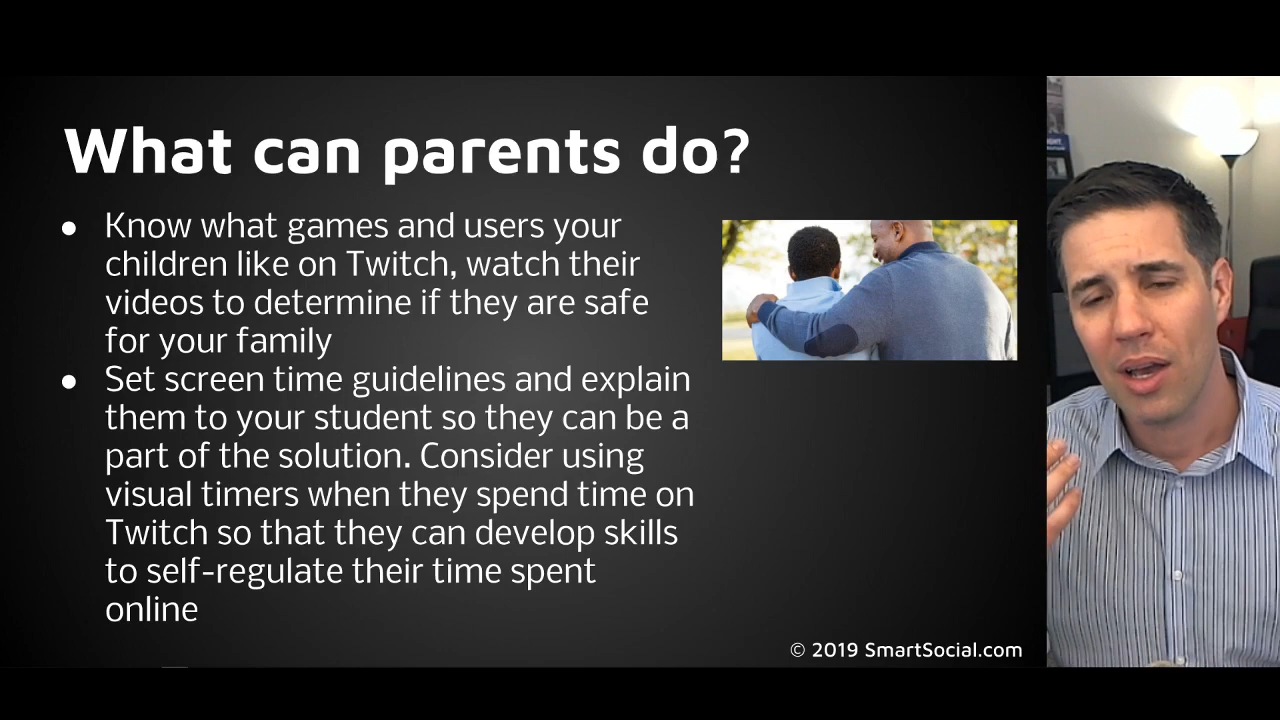 What can parents do?
● Know what games and users your
children like on Twitch, watch their
videos to determine if they are safe
for your family
● Set screen time guidelines and explain
them to your student so they can be a
part of the solution. Consider using
visual timers when they spend time on
Twitch so that they can develop skills
to self-regulate their time spent
online
© 2019 SmartSocial.com